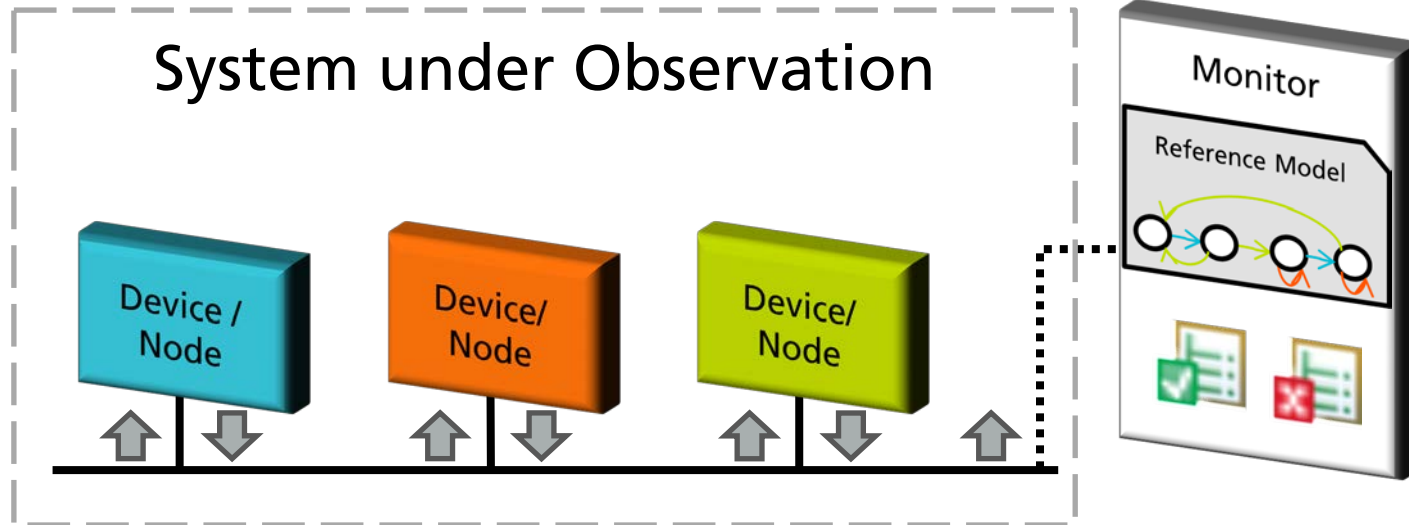 System under Observation
Monitor
Reference Model
Device /
Node
Device/
Node
Device/
Node